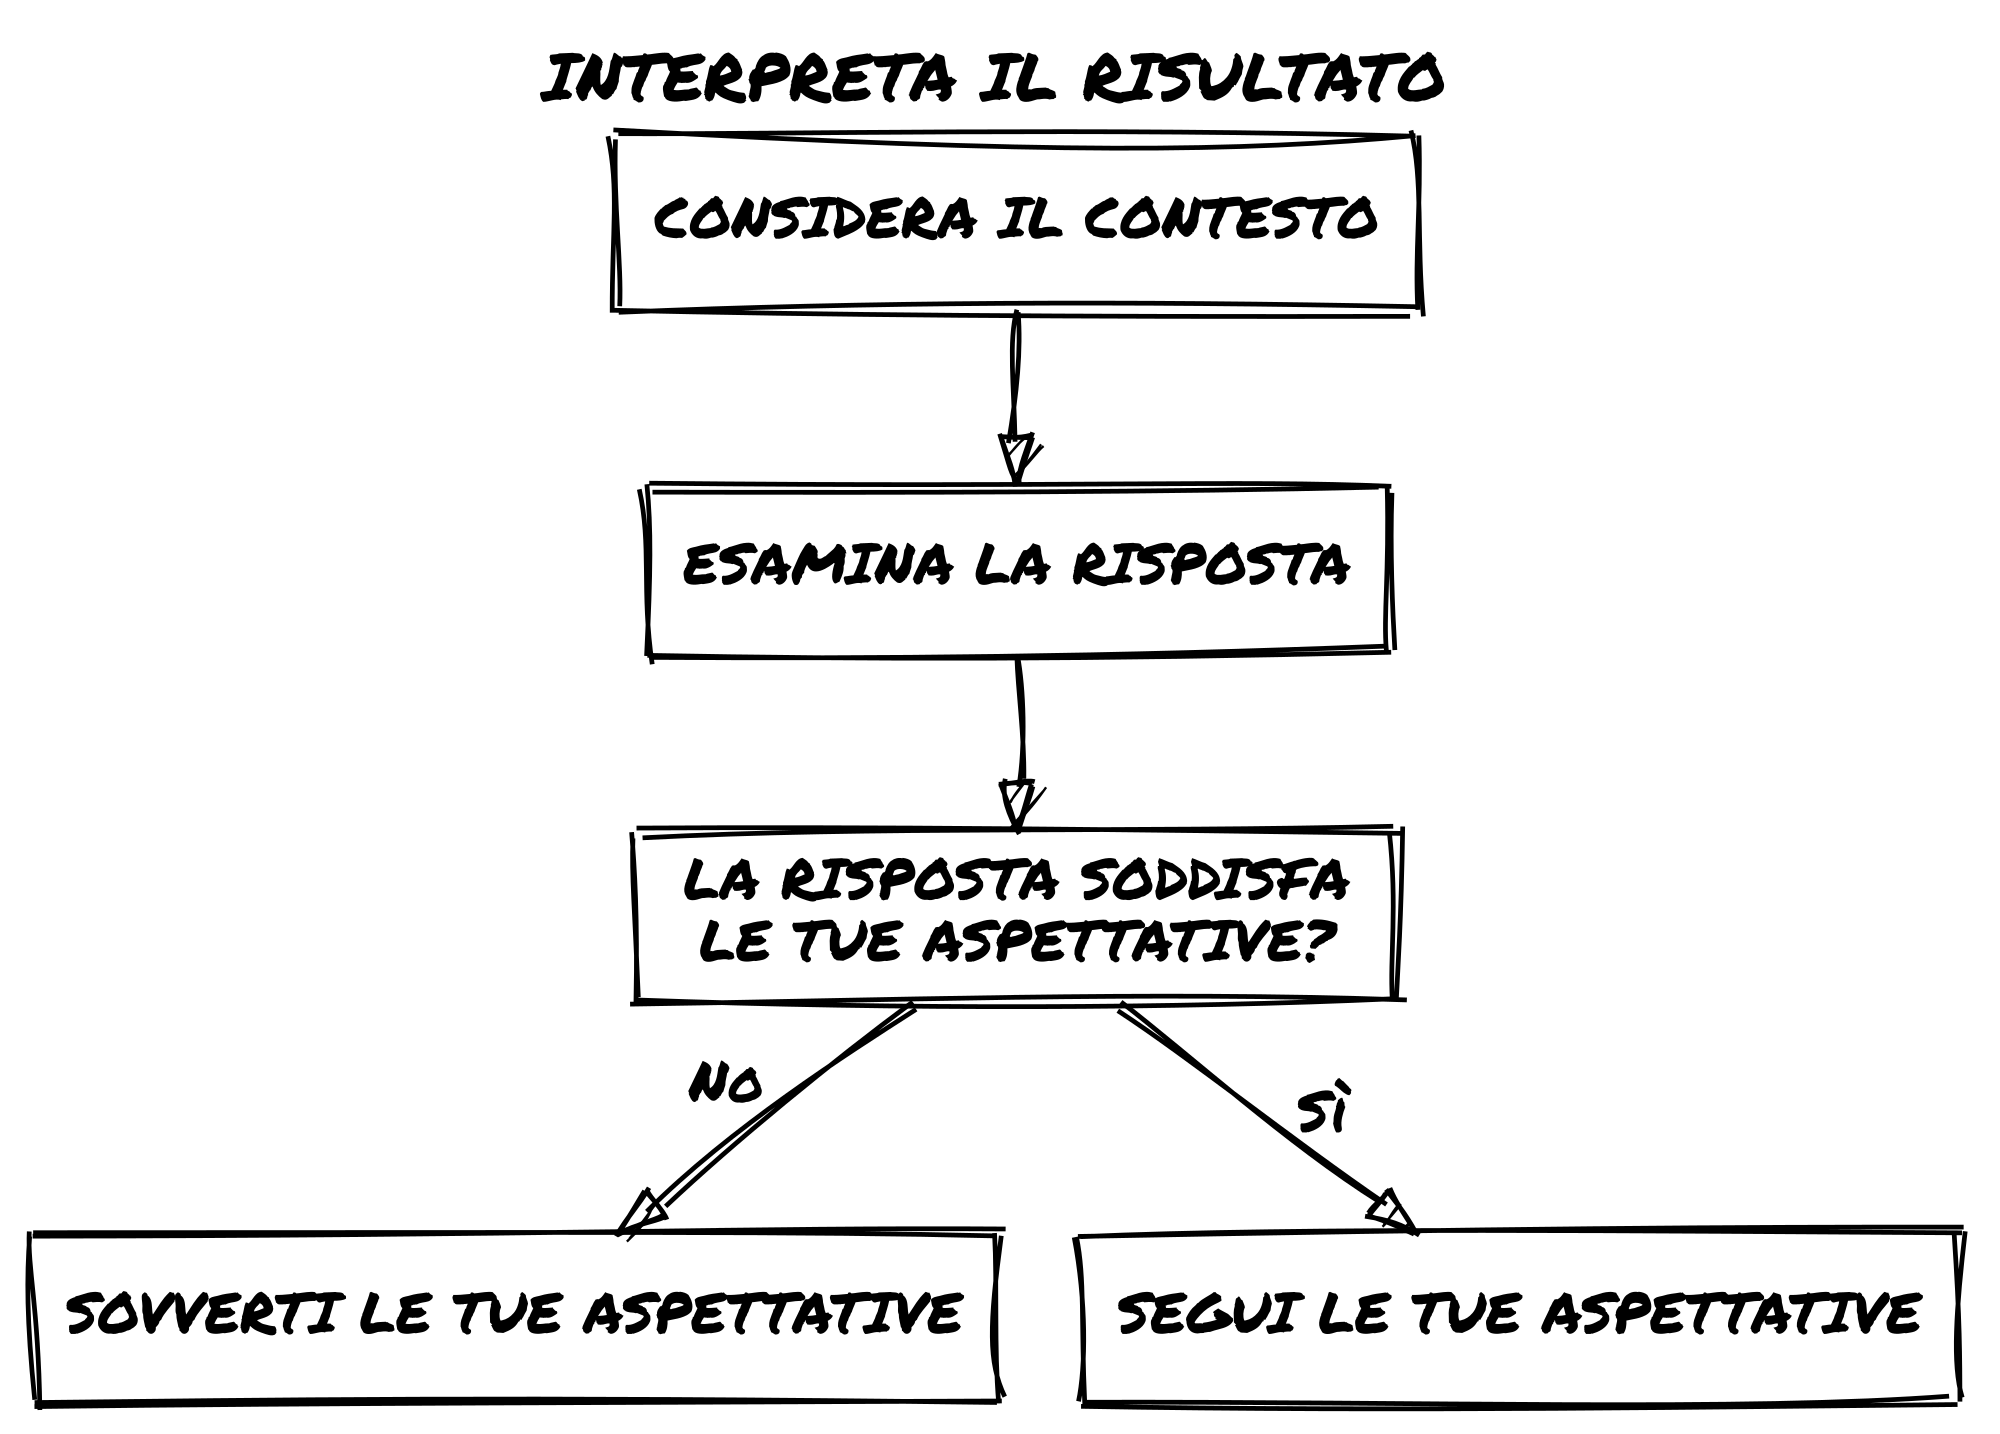 INTERPRETA IL RISULTATO
CONSIDERA IL CONTESTO
ESAMINA LA RISPOSTA
LA RISPOSTA SODDISFA
LE TUE ASPETTATIVE?
No
Sì
SOVVERTI LE TUE ASPETTATIVE
SEGUI LE TUE ASPETTATIVE